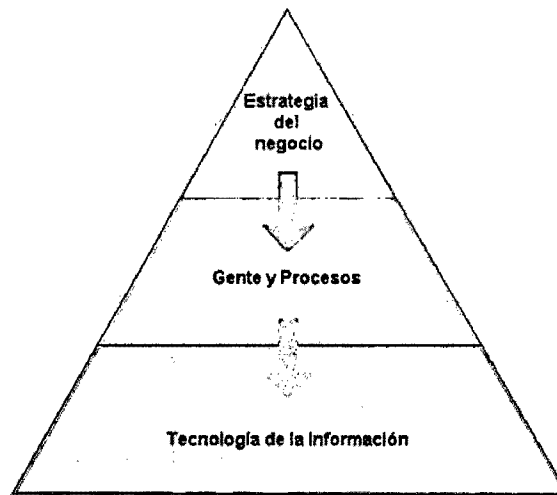 Estrategia
del
negocio
Gente y Procesos
Tecnología de la Información